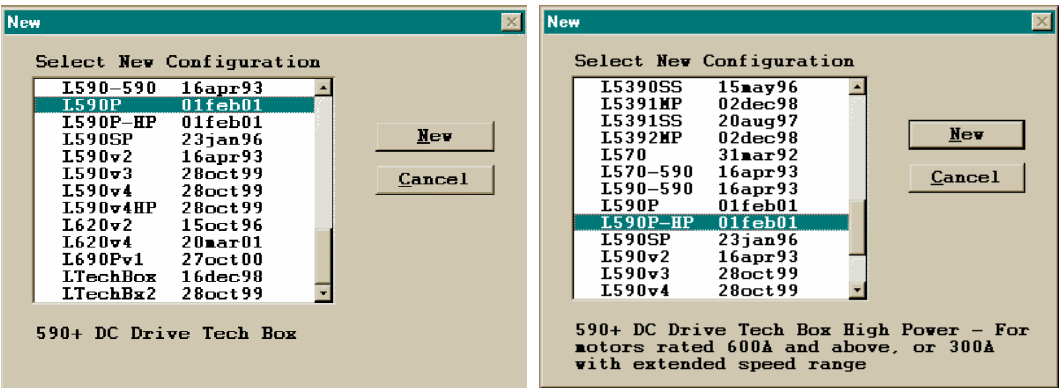 New
Select New Configuration
L590-590 16apr93
L590P 01feb01
L590P-HP 01feb01
L590SP 23jan96
L590v2 16apr93
L590v3 28oct99
L590v4 28oct99
L590v4HP 28oct99
L620v2 15oct96
L620v4 20mar01
L690Pv1 27oct00
LTechBox 16dec98
LTechBx2 28oct99
New
Cancel
590+ DC Drive Tech Box
New
Select New Configuration
L5390SS 15may96
L5391MP 02dec98
L5391SS 20aug97
L5392MP 02dec98
L570 31mar92
L570-590 16apr93
L590-590 16apr93
L590P 01feb01
L590P-HP 01feb01
L590SP 23jan96
L590v2 16apr93
L590v3 28oct99
L590v4 28oct99
New
Cancel
590+ DC Drive Tech Box High Power - For
motors rated 600A and above, or 300A
with extended speed range